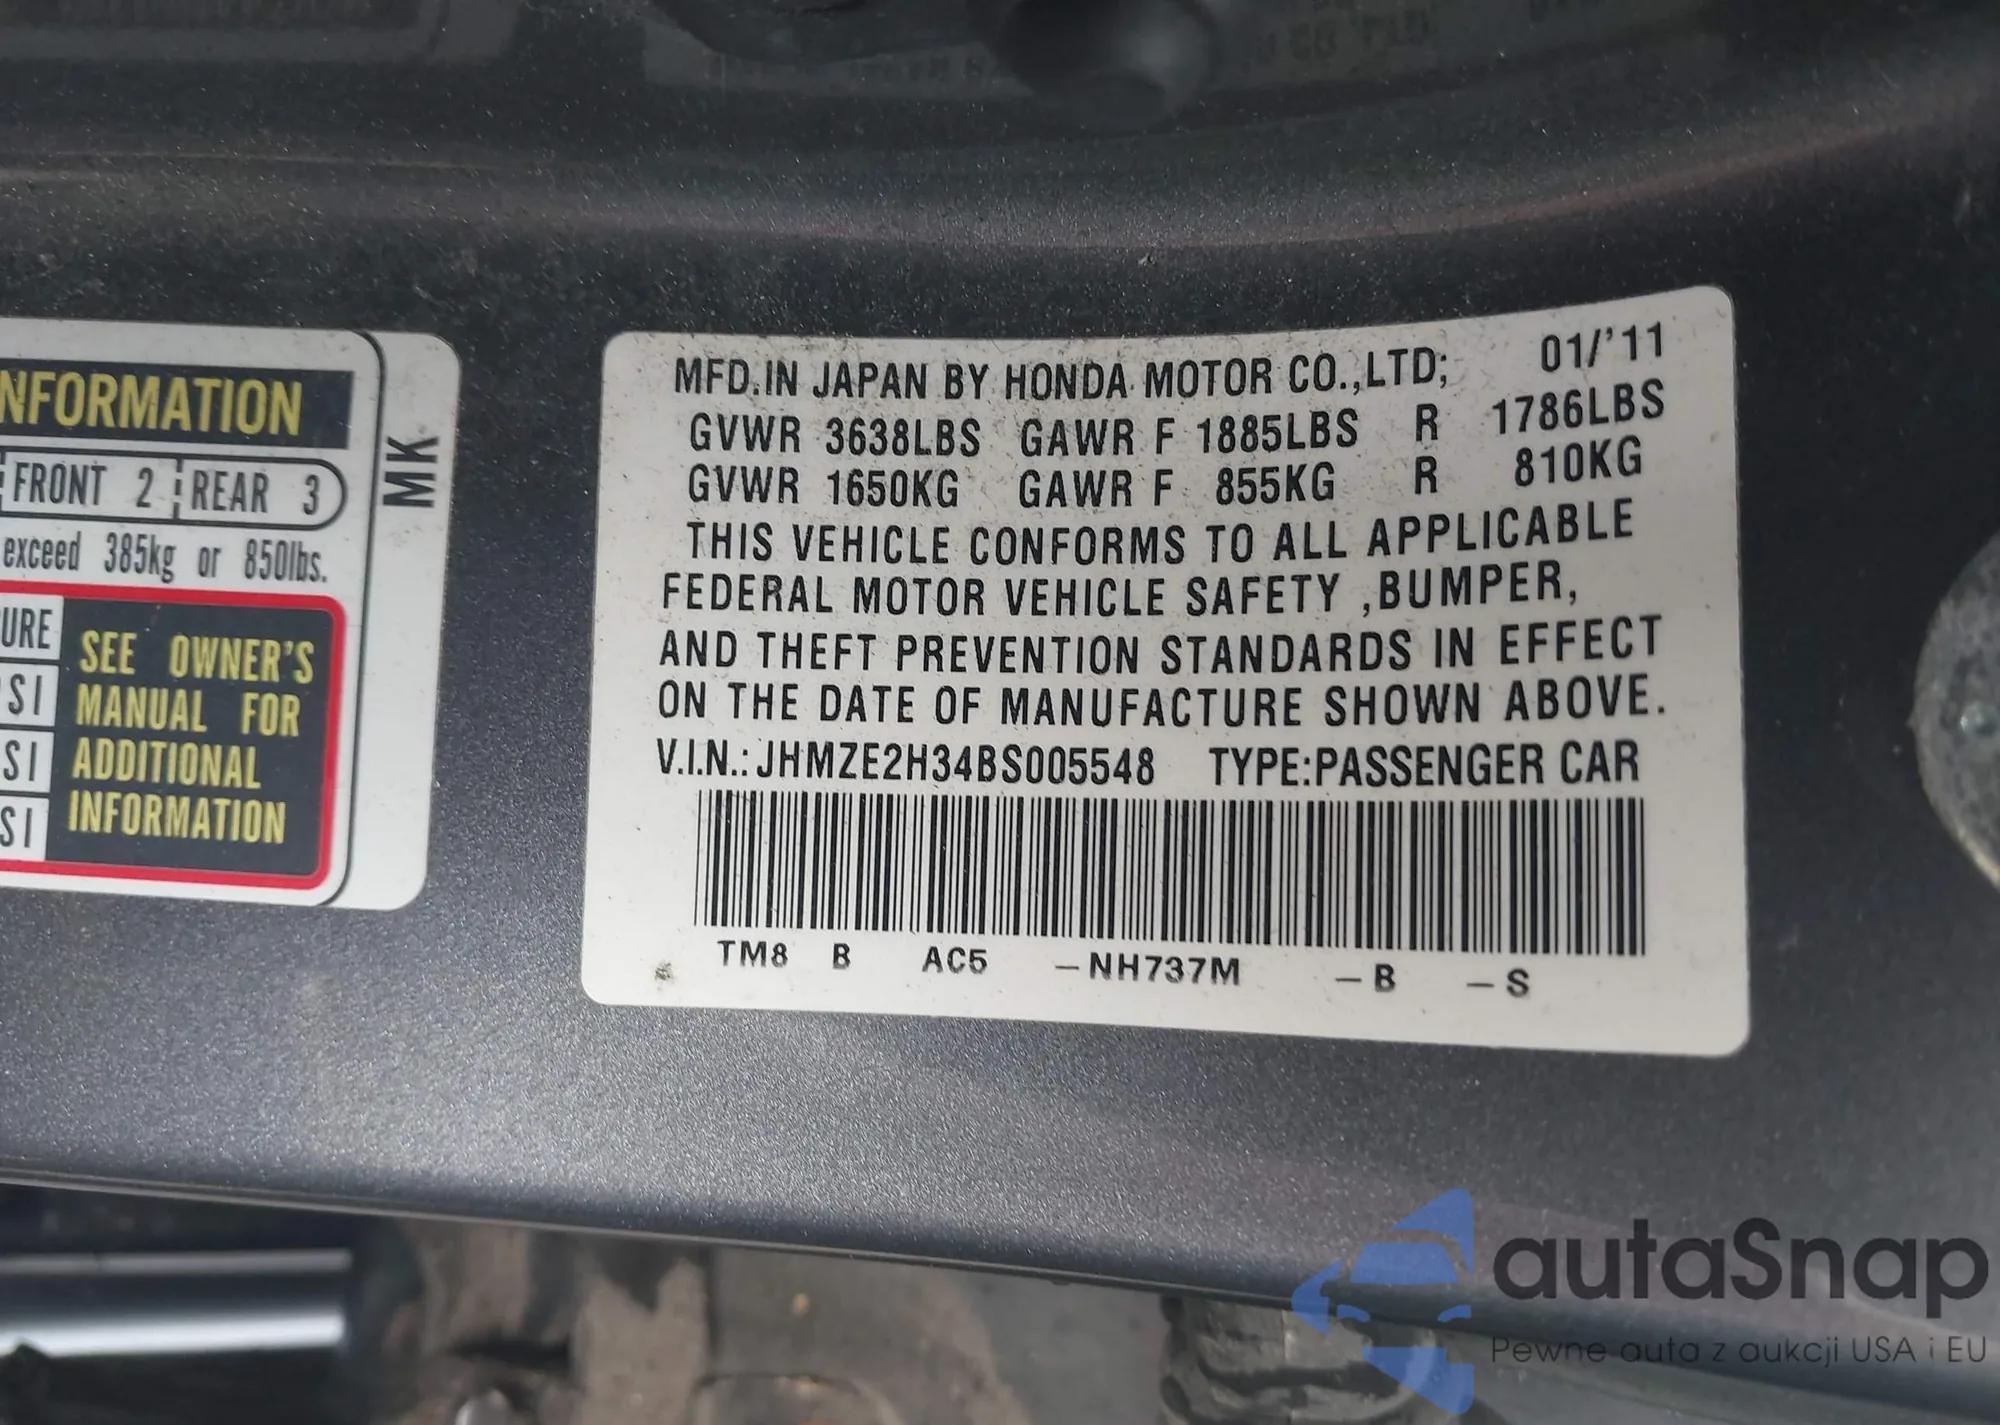 NFORMATION
FRONT 2 REAR 3
exceed 385kg or 850lbs.
URE
SI
SI
SI
SEE OWNER'S
MANUAL FOR
ADDITIONAL
INFORMATION
MK
MFD.IN JAPAN BY HONDA MOTOR CO.,LTD; 01/'11
GVWR 3638LBS GAWR F 1885LBS R 1786LBS
GVWR 1650KG GAWR F 855KG R 810KG
THIS VEHICLE CONFORMS TO ALL APPLICABLE
FEDERAL MOTOR VEHICLE SAFETY ,BUMPER,
AND THEFT PREVENTION STANDARDS IN EFFECT
ON THE DATE OF MANUFACTURE SHOWN ABOVE.
V.I.N.: JHMZE2H34BS005548 TYPE:PASSENGER CAR
TM8 B AC5 -NH737M -B -S
autaSnap
Pewne auta z aukcji USA i EU